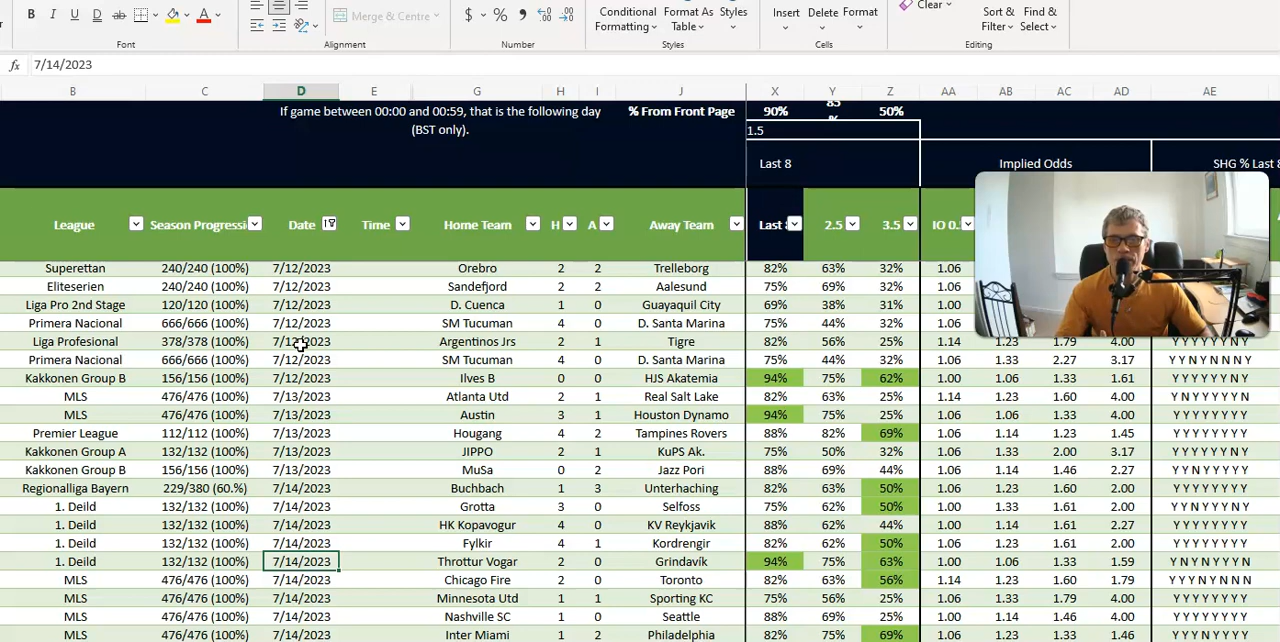 B I U D ab A Merge & Centre $ % , Conditional Formatting Format As Table Styles Insert Delete Format Clear Sort & Filter Find & Select
Font Alignment Number Styles Cells Editing
fx 7/14/2023
B C D E G H I J X Y Z AA AB AC AD AE
If game between 00:00 and 00:59, that is the following day (BST only). % From Front Page 90% 85 % 50%
1.5
Last 8 Implied Odds SHG % Last 8
League Season Progressi Date Time Home Team H A Away Team Last 2.5 3.5 IO 0.
Superettan 240/240 (100%) 7/12/2023 Orebro 2 2 Trelleborg 82% 63% 32% 1.06
Eliteserien 240/240 (100%) 7/12/2023 Sandefjord 2 2 Aalesund 75% 69% 32% 1.06
Liga Pro 2nd Stage 120/120 (100%) 7/12/2023 D. Cuenca 1 0 Guayaquil City 69% 38% 31% 1.00
Primera Nacional 666/666 (100%) 7/12/2023 SM Tucuman 4 0 D. Santa Marina 75% 44% 32% 1.06
Liga Profesional 378/378 (100%) 7/12/2023 Argentinos Jrs 2 1 Tigre 82% 56% 25% 1.14 1.23 1.79 4.00 Y Y Y Y Y Y N Y
Primera Nacional 666/666 (100%) 7/12/2023 SM Tucuman 4 0 D. Santa Marina 75% 44% 32% 1.06 1.33 2.27 3.17 Y Y N Y N N N Y
Kakkonen Group B 156/156 (100%) 7/12/2023 Ilves B 0 0 HJS Akatemia 94% 75% 62% 1.00 1.06 1.33 1.61 Y Y Y Y Y Y N Y
MLS 476/476 (100%) 7/13/2023 Atlanta Utd 2 1 Real Salt Lake 82% 63% 25% 1.14 1.23 1.60 4.00 Y N Y Y Y Y Y N
MLS 476/476 (100%) 7/13/2023 Austin 3 1 Houston Dynamo 94% 75% 25% 1.06 1.06 1.33 4.00 Y Y Y Y Y Y Y Y
Premier League 112/112 (100%) 7/13/2023 Hougang 4 2 Tampines Rovers 88% 82% 69% 1.06 1.14 1.23 1.45 Y Y Y Y Y Y Y Y
Kakkonen Group A 132/132 (100%) 7/13/2023 JIPPO 2 1 KuPS Ak. 75% 50% 32% 1.06 1.33 2.00 3.17 Y Y Y Y Y Y N Y
Kakkonen Group B 156/156 (100%) 7/13/2023 MuSa 0 2 Jazz Pori 88% 69% 44% 1.06 1.14 1.46 2.27 Y Y N Y Y Y Y Y
Regionalliga Bayern 229/380 (60.%) 7/14/2023 Buchbach 1 3 Unterhaching 82% 63% 50% 1.06 1.23 1.60 2.00 Y Y Y Y Y Y Y Y
1. Deild 132/132 (100%) 7/14/2023 Grotta 3 0 Selfoss 75% 62% 50% 1.00 1.33 1.61 2.00 Y Y N Y Y N Y Y
1. Deild 132/132 (100%) 7/14/2023 HK Kopavogur 4 0 KV Reykjavik 88% 62% 44% 1.00 1.14 1.61 2.27 Y Y Y Y Y Y Y Y
1. Deild 132/132 (100%) 7/14/2023 Fylkir 4 1 Kordrengir 82% 62% 50% 1.06 1.23 1.61 2.00 Y Y Y Y Y Y Y Y
1. Deild 132/132 (100%) 7/14/2023 Throttur Vogar 2 0 Grindavík 94% 75% 63% 1.00 1.06 1.33 1.59 Y N Y N Y Y N Y
MLS 476/476 (100%) 7/14/2023 Chicago Fire 2 0 Toronto 82% 63% 56% 1.14 1.23 1.60 1.79 Y Y Y N Y N N N
MLS 476/476 (100%) 7/14/2023 Minnesota Utd 1 1 Sporting KC 75% 56% 25% 1.06 1.33 1.79 4.00 Y Y Y Y Y Y Y Y
MLS 476/476 (100%) 7/14/2023 Nashville SC 1 0 Seattle 88% 63% 25% 1.00 1.14 1.60 4.00 Y Y Y Y Y Y Y Y
MLS 476/476 (100%) 7/14/2023 Inter Miami 1 0 Philadelphia 82% 75% 69% 1.06 1.23 1.33 1.46 Y Y Y Y Y Y Y Y